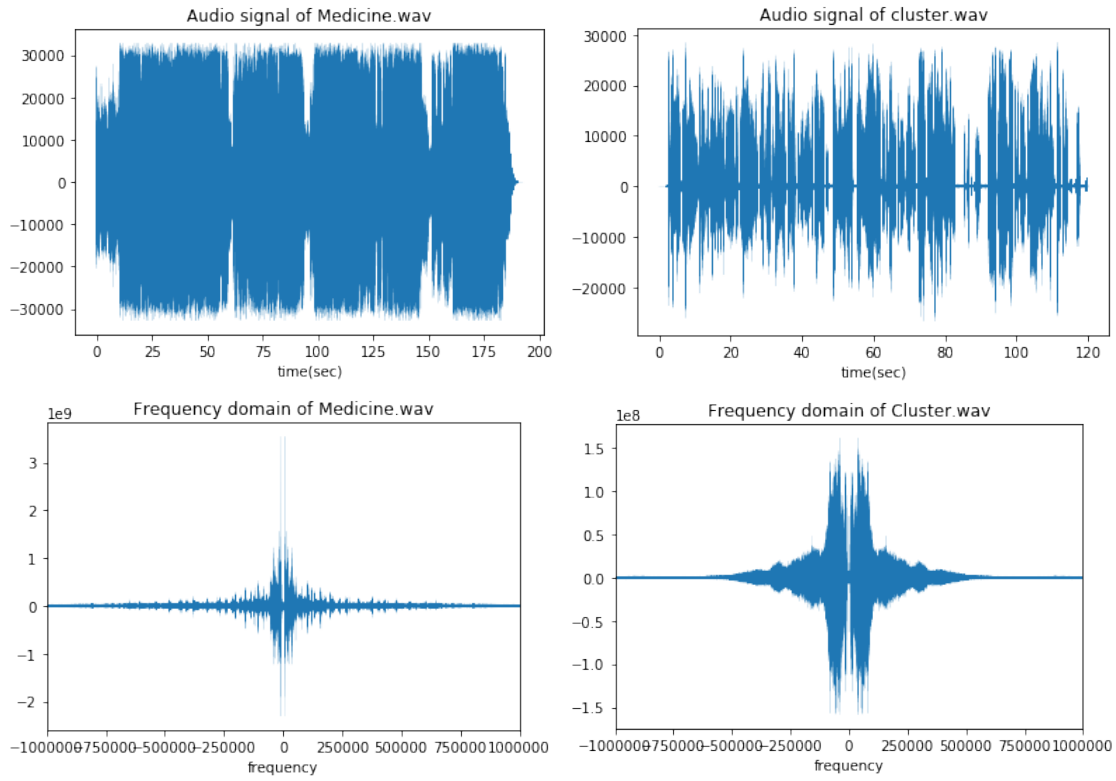 Audio signal of Medicine.wav
30000
20000
10000
0
−10000
−20000
−30000
0 25 50 75 100 125 150 175 200
time(sec)
Audio signal of cluster.wav
30000
20000
10000
0
−10000
−20000
0 20 40 60 80 100 120
time(sec)
Frequency domain of Medicine.wav
1e9
3
2
1
0
−1
−2
−1000000 −750000 −500000 −250000 0 250000 500000 750000 1000000
frequency
Frequency domain of Cluster.wav
1e8
1.5
1.0
0.5
0.0
−0.5
−1.0
−1.5
−1000000 −750000 −500000 −250000 0 250000 500000 750000 1000000
frequency